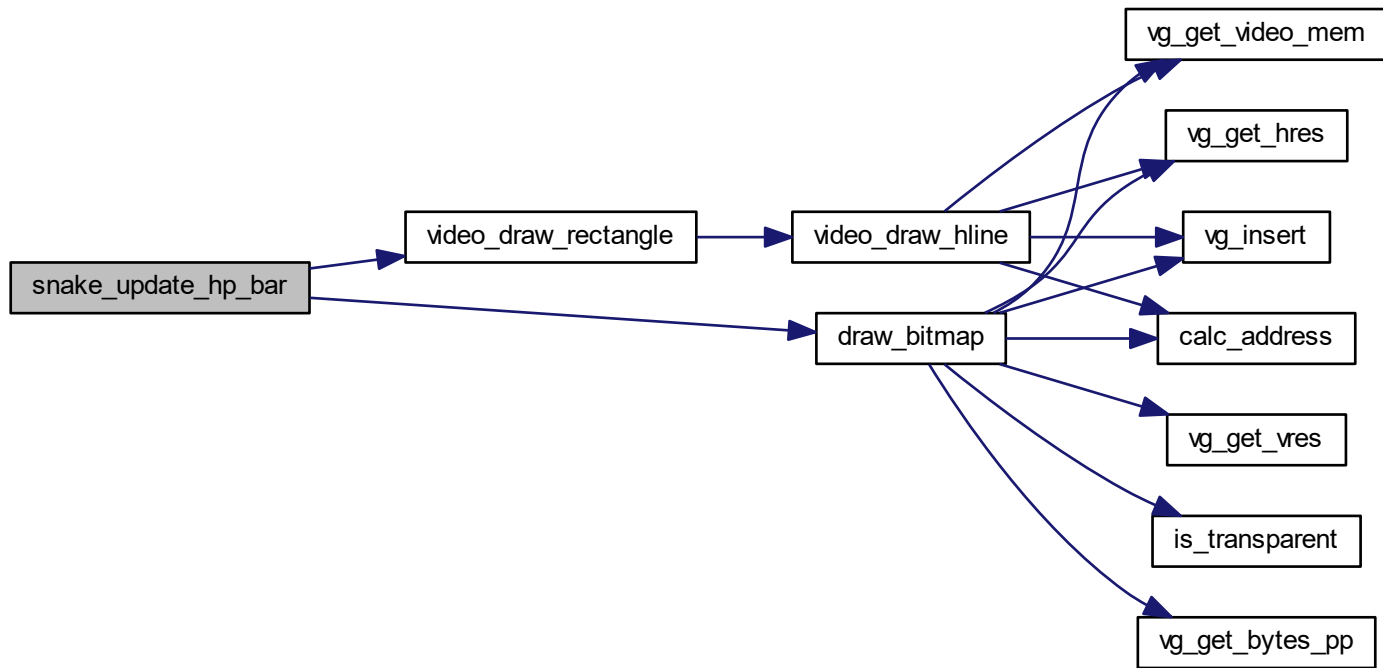 snake_update_hp_bar
video_draw_rectangle
video_draw_hline
draw_bitmap
vg_get_video_mem
vg_get_hres
vg_insert
calc_address
vg_get_vres
is_transparent
vg_get_bytes_pp